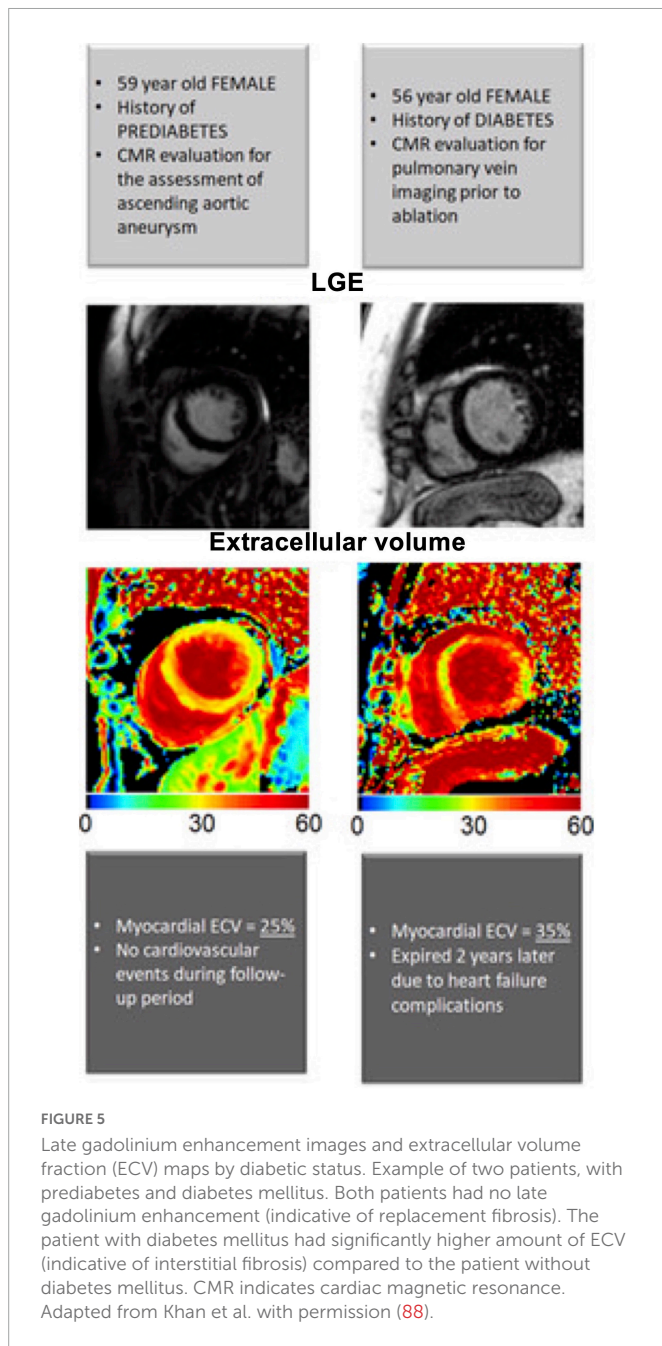 • 59 year old FEMALE
• History of
PREDIABETES
• CMR evaluation for
the assessment of
ascending aortic
aneurysm
• 56 year old FEMALE
• History of DIABETES
• CMR evaluation for
pulmonary vein
imaging prior to
ablation
LGE
Extracellular volume
0 30 60
0 30 60
• Myocardial ECV = 25%
• No cardiovascular
events during follow-
up period
• Myocardial ECV = 35%
• Expired 2 years later
due to heart failure
complications
FIGURE 5
Late gadolinium enhancement images and extracellular volume
fraction (ECV) maps by diabetic status. Example of two patients, with
prediabetes and diabetes mellitus. Both patients had no late
gadolinium enhancement (indicative of replacement fibrosis). The
patient with diabetes mellitus had significantly higher amount of ECV
(indicative of interstitial fibrosis) compared to the patient without
diabetes mellitus. CMR indicates cardiac magnetic resonance.
Adapted from Khan et al. with permission (88).